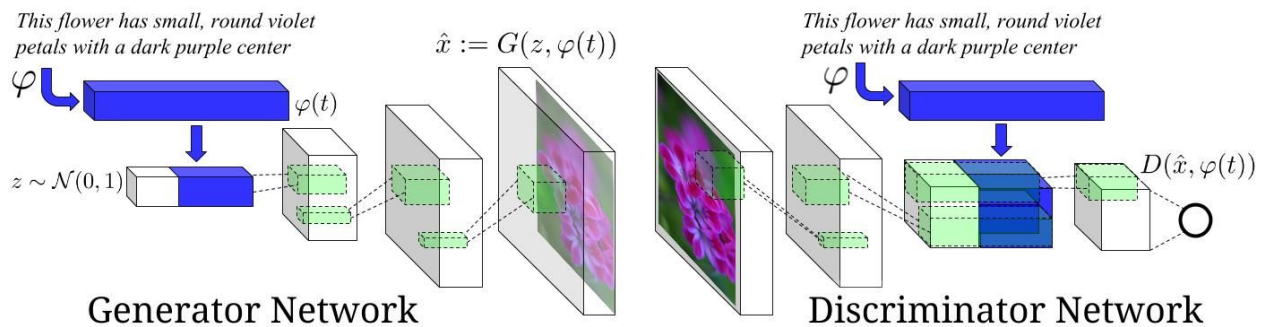 This flower has small, round violet
petals with a dark purple center
φ
φ(t)
z ∼ 𝒩(0, 1)
x̂ := G(z, φ(t))
Generator Network
This flower has small, round violet
petals with a dark purple center
φ
D(x̂, φ(t))
Discriminator Network